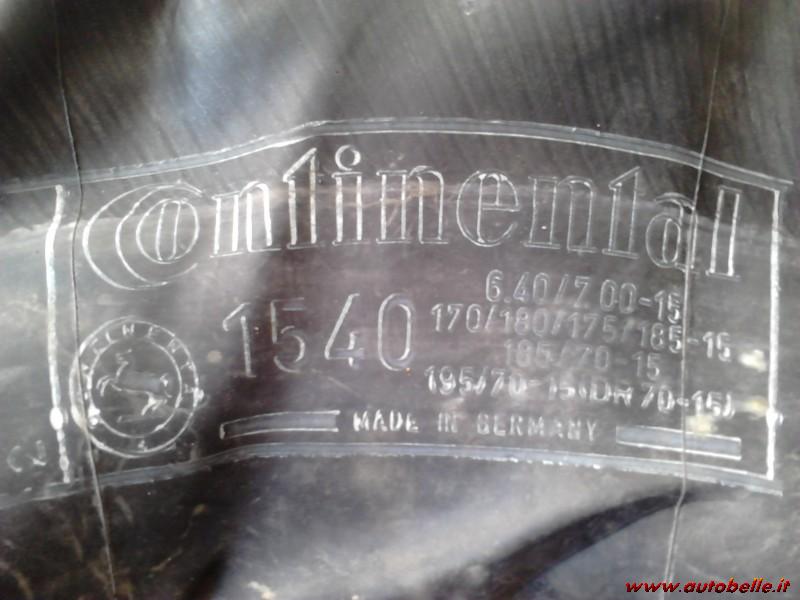 Continental
1540
6.40/7.00-15
170/180/175/185-15
185/70-15
195/70-15(DR 70-15)
MADE IN GERMANY
www.autobelle.it